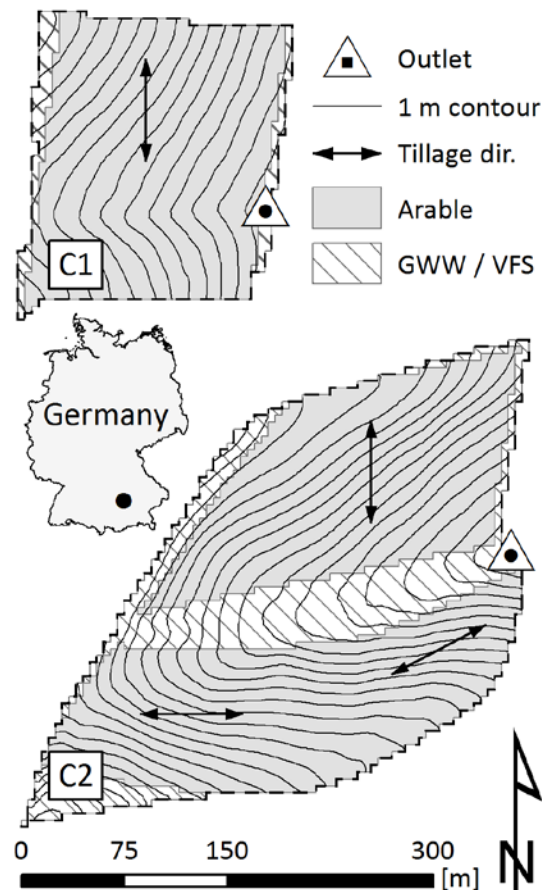 Outlet
1 m contour
Tillage dir.
Arable
GWW / VFS
C1
Germany
C2
0 75 150 300
[m]
N